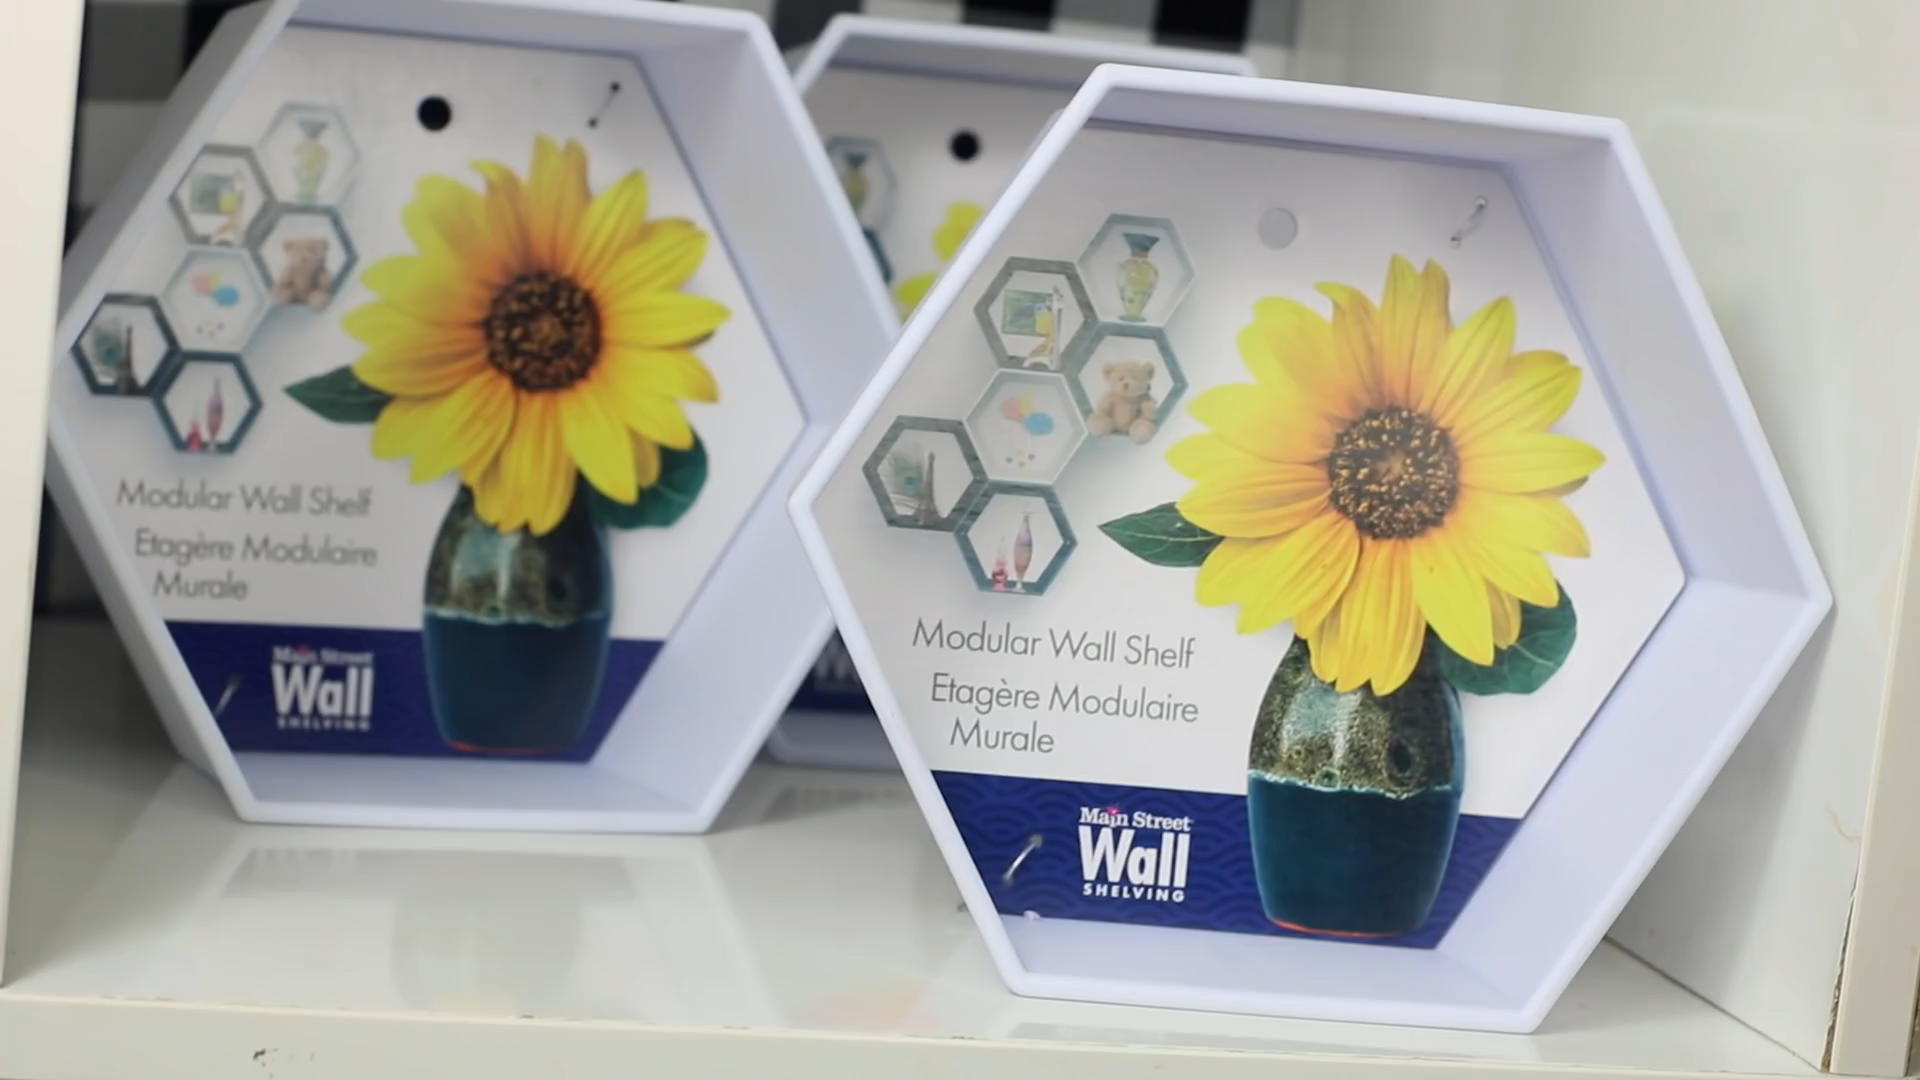 Modular Wall Shelf
Etagère Modulaire
Murale
Main Street
Wall
SHELVING
Modular Wall Shelf
Etagère Modulaire
Murale
Main Street
Wall
SHELVING